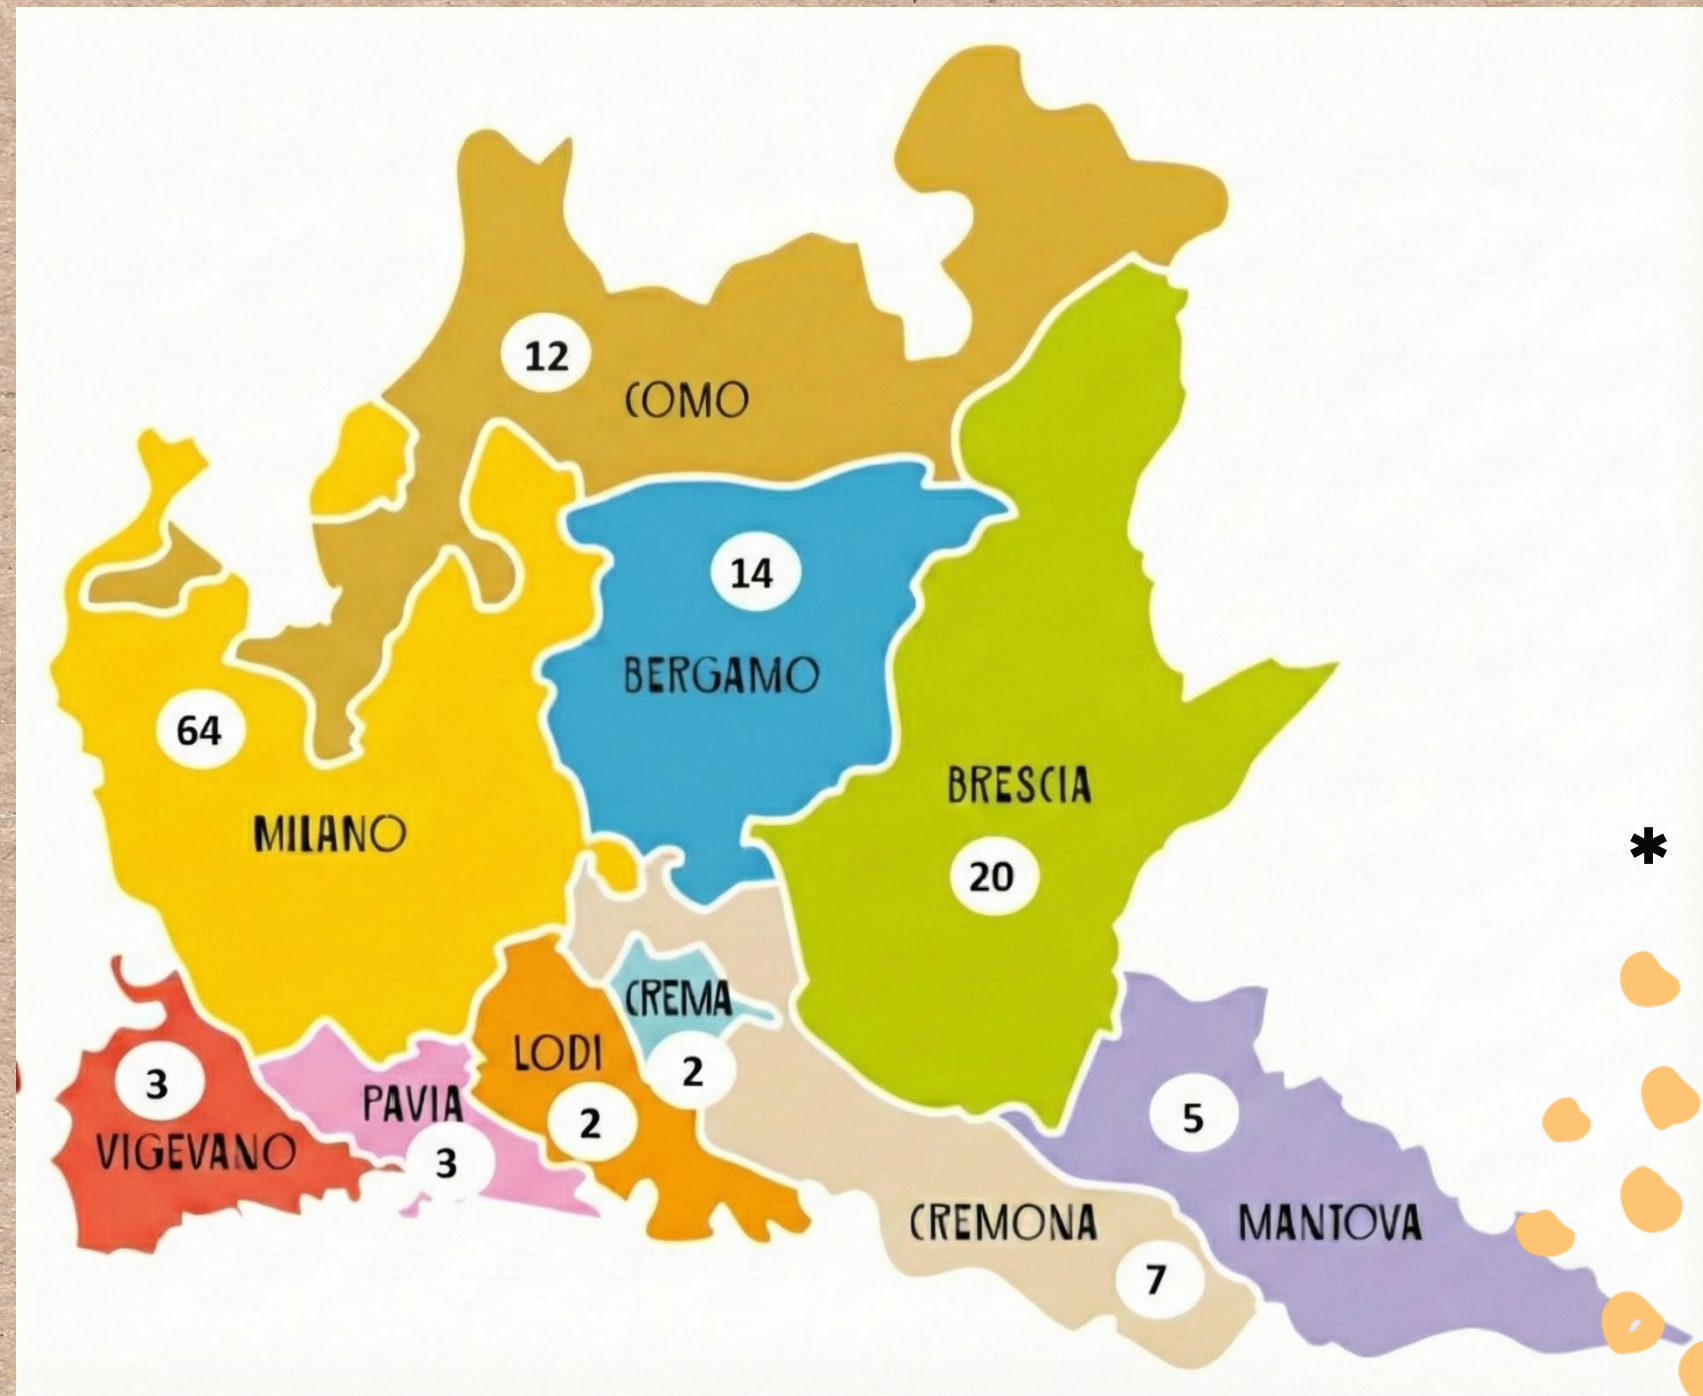 12
COMO
14
BERGAMO
64
MILANO
BRESCIA
20
*
CREMA
2
LODI
2
3
VIGEVANO
PAVIA
3
5
MANTOVA
CREMONA
7